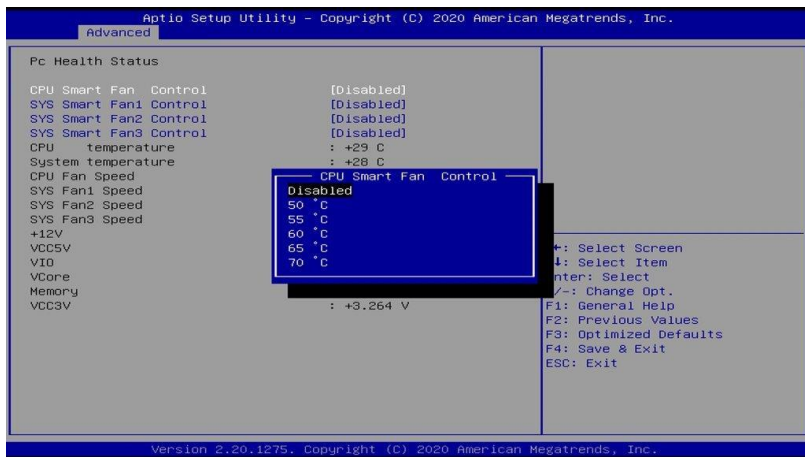 Aptio Setup Utility – Copyright (C) 2020 American Megatrends, Inc.
Advanced
Pc Health Status
CPU Smart Fan Control [Disabled]
SYS Smart Fan1 Control [Disabled]
SYS Smart Fan2 Control [Disabled]
SYS Smart Fan3 Control [Disabled]
CPU temperature : +29 C
System temperature : +28 C
CPU Fan Speed
SYS Fan1 Speed
SYS Fan2 Speed
SYS Fan3 Speed
+12V
VCC5V
VIO
VCore
Memory
VCC3V : +3.264 V
CPU Smart Fan Control
Disabled
50 °C
55 °C
60 °C
65 °C
70 °C
: Select Screen
: Select Item
nter: Select
/-: Change Opt.
F1: General Help
F2: Previous Values
F3: Optimized Defaults
F4: Save & Exit
ESC: Exit
Version 2.20.1275. Copyright (C) 2020 American Megatrends, Inc.